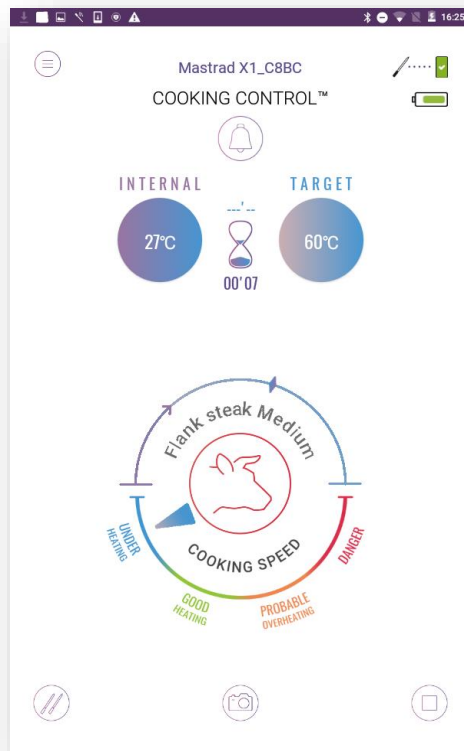 16:25
Mastrad X1_C8BC
COOKING CONTROL™
INTERNAL
TARGET
---'--
27°C
60°C
00'07
Flank steak Medium
COOKING SPEED
UNDER
HEATING
GOOD
HEATING
PROBABLE
OVERHEATING
DANGER